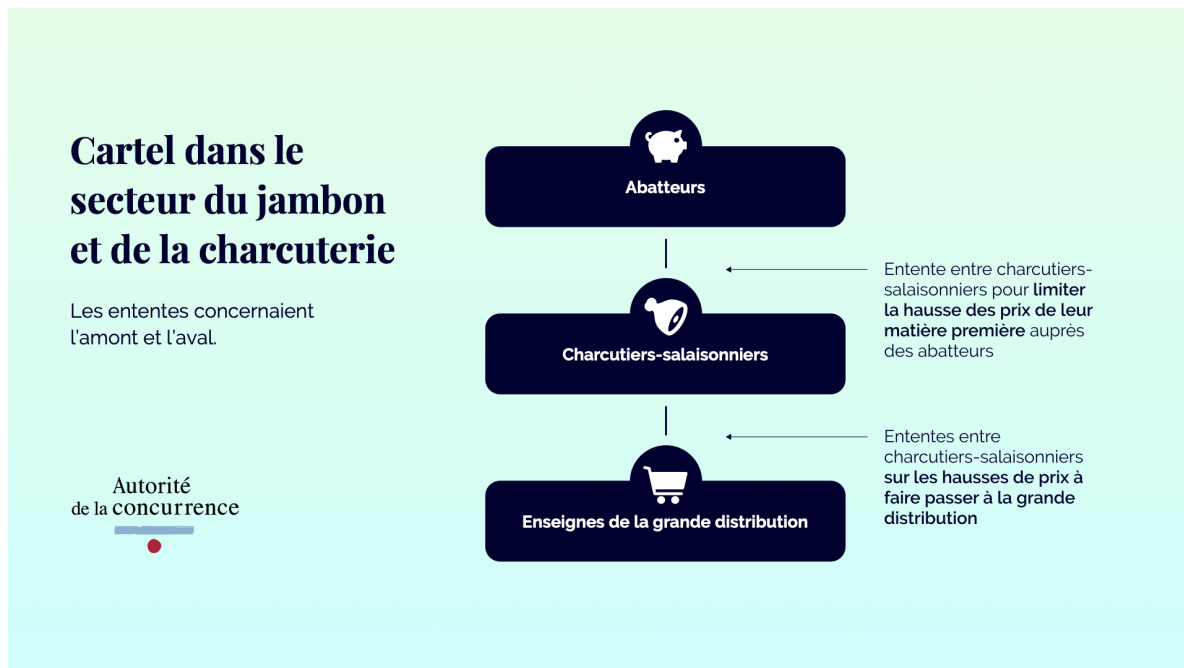 Cartel dans le
secteur du jambon
et de la charcuterie
Les ententes concernaient
l'amont et l'aval.
Autorité
de la concurrence
Abatteurs
Entente entre charcutiers-
salaisonniers pour limiter
la hausse des prix de leur
matière première auprès
des abatteurs
Charcutiers-salaisonniers
Ententes entre
charcutiers-salaisonniers
sur les hausses de prix à
faire passer à la grande
distribution
Enseignes de la grande distribution